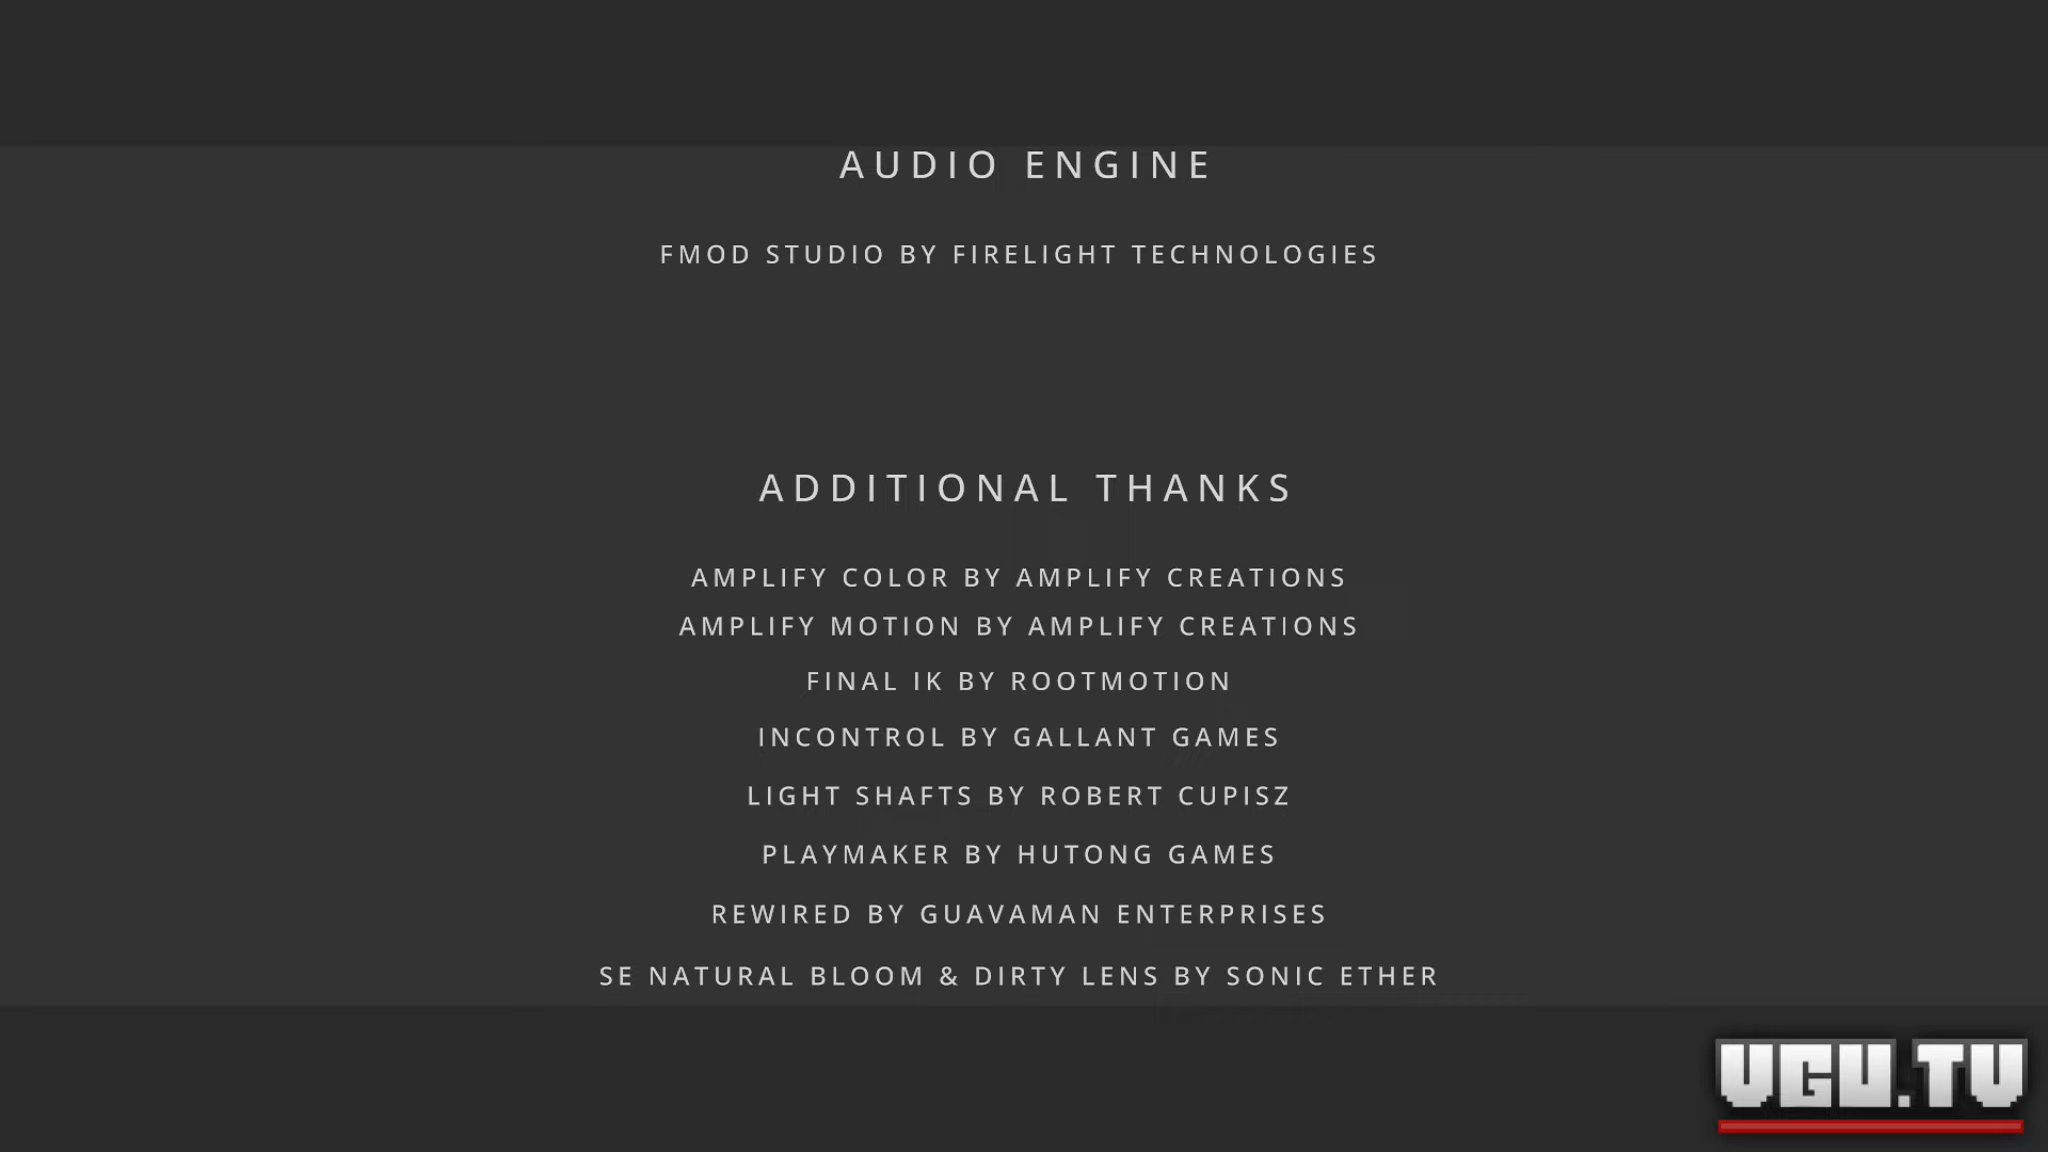 AUDIO ENGINE
FMOD STUDIO BY FIRELIGHT TECHNOLOGIES
ADDITIONAL THANKS
AMPLIFY COLOR BY AMPLIFY CREATIONS
AMPLIFY MOTION BY AMPLIFY CREATIONS
FINAL IK BY ROOTMOTION
INCONTROL BY GALLANT GAMES
LIGHT SHAFTS BY ROBERT CUPISZ
PLAYMAKER BY HUTONG GAMES
REWIRED BY GUAVAMAN ENTERPRISES
SE NATURAL BLOOM & DIRTY LENS BY SONIC ETHER
VGU.TV